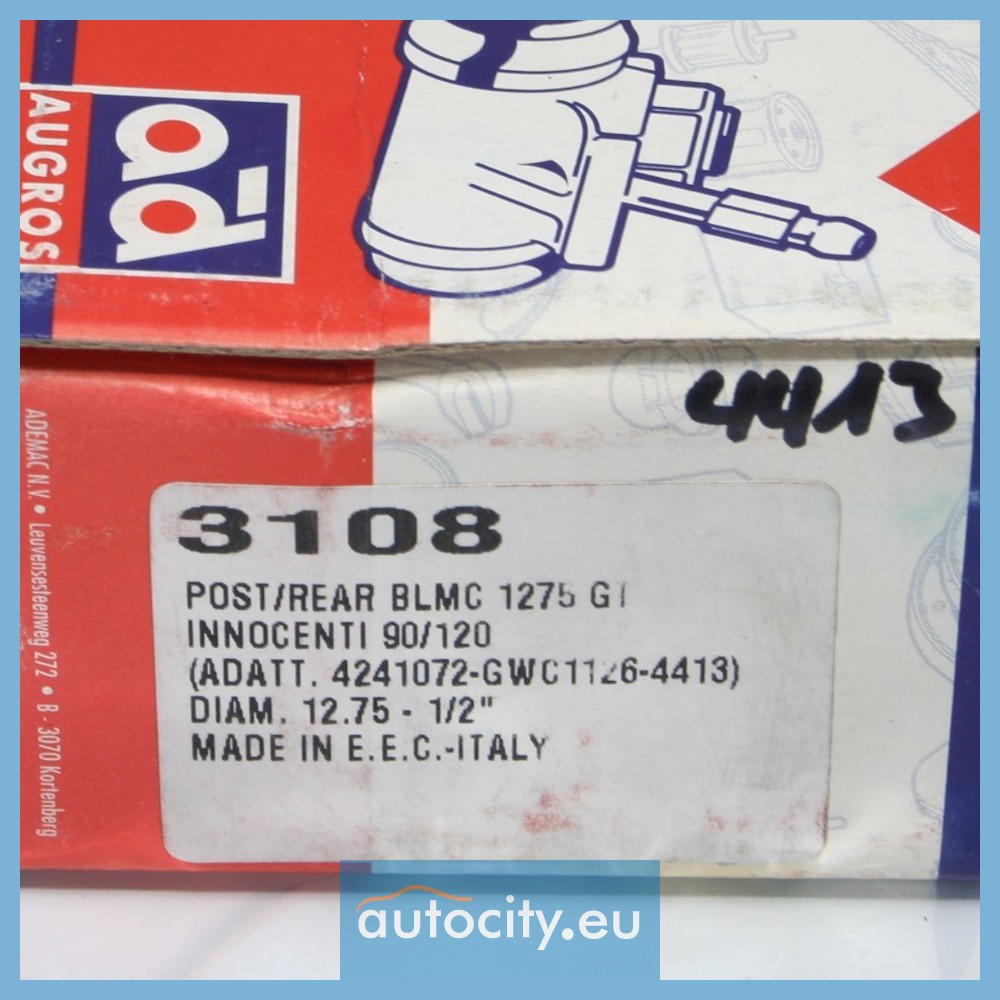 ad
AUGROS
4413
ADEMAC N.V. • Leuvensesteenweg 272 • B - 3070 Kortenberg
3108
POST/REAR BLMC 1275 GT
INNOCENTI 90/120
(ADATT. 4241072-GWC1126-4413)
DIAM. 12.75 - 1/2"
MADE IN E.E.C.-ITALY
autocity.eu